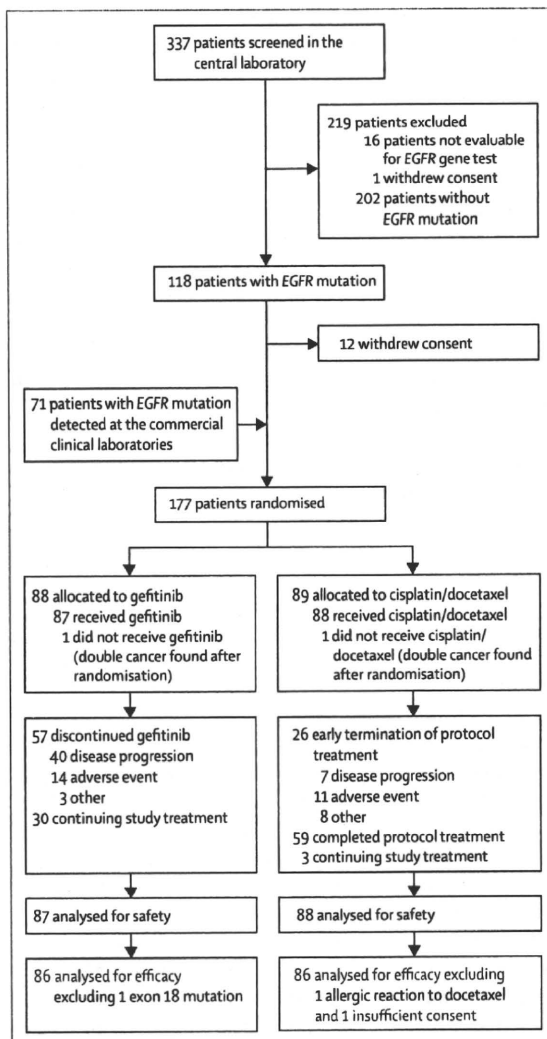 337 patients screened in the
central laboratory
219 patients excluded
16 patients not evaluable
for EGFR gene test
1 withdrew consent
202 patients without
EGFR mutation
118 patients with EGFR mutation
12 withdrew consent
71 patients with EGFR mutation
detected at the commercial
clinical laboratories
177 patients randomised
88 allocated to gefitinib
87 received gefitinib
1 did not receive gefitinib
(double cancer found after
randomisation)
89 allocated to cisplatin/docetaxel
88 received cisplatin/docetaxel
1 did not receive cisplatin/
docetaxel (double cancer found
after randomisation)
57 discontinued gefitinib
40 disease progression
14 adverse event
3 other
30 continuing study treatment
26 early termination of protocol
treatment
7 disease progression
11 adverse event
8 other
59 completed protocol treatment
3 continuing study treatment
87 analysed for safety
88 analysed for safety
86 analysed for efficacy
excluding 1 exon 18 mutation
86 analysed for efficacy excluding
1 allergic reaction to docetaxel
and 1 insufficient consent